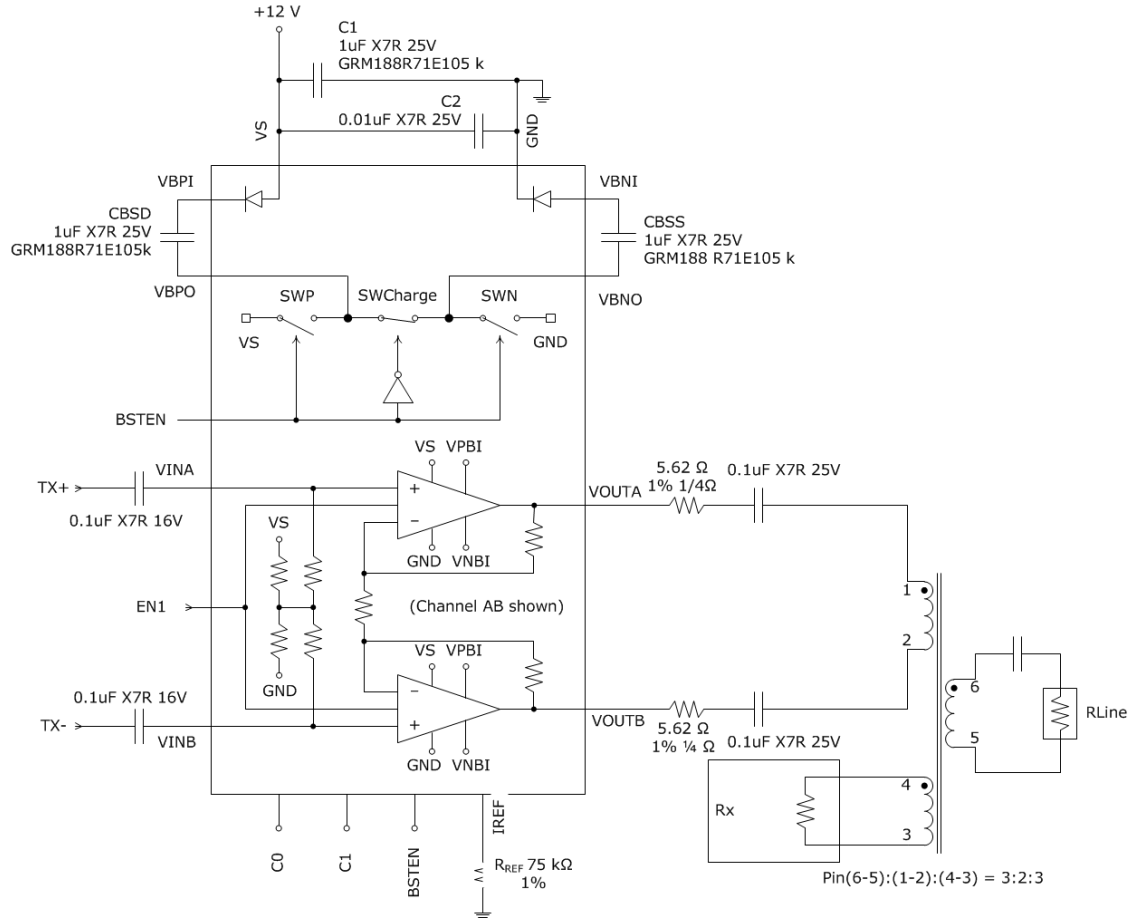 +12 V
C1
1uF X7R 25V
GRM188R71E105 k
C2
0.01uF X7R 25V
VS
GND
VBPI
VBNI
CBSD
1uF X7R 25V
GRM188R71E105k
CBSS
1uF X7R 25V
GRM188 R71E105 k
VBPO
VBNO
SWP
SWCharge
SWN
VS
GND
BSTEN
VS VPBI
TX+
VINA
0.1uF X7R 16V
+
−
GND VNBI
VOUTA
5.62 Ω
1% 1/4Ω
0.1uF X7R 25V
VS
EN1
(Channel AB shown)
GND
VS VPBI
−
+
GND VNBI
0.1uF X7R 16V
TX-
VINB
VOUTB
5.62 Ω
1% ¼ Ω
0.1uF X7R 25V
1
2
6
5
RLine
4
3
Rx
C0
C1
BSTEN
IREF
RREF 75 kΩ
1%
Pin(6-5):(1-2):(4-3) = 3:2:3